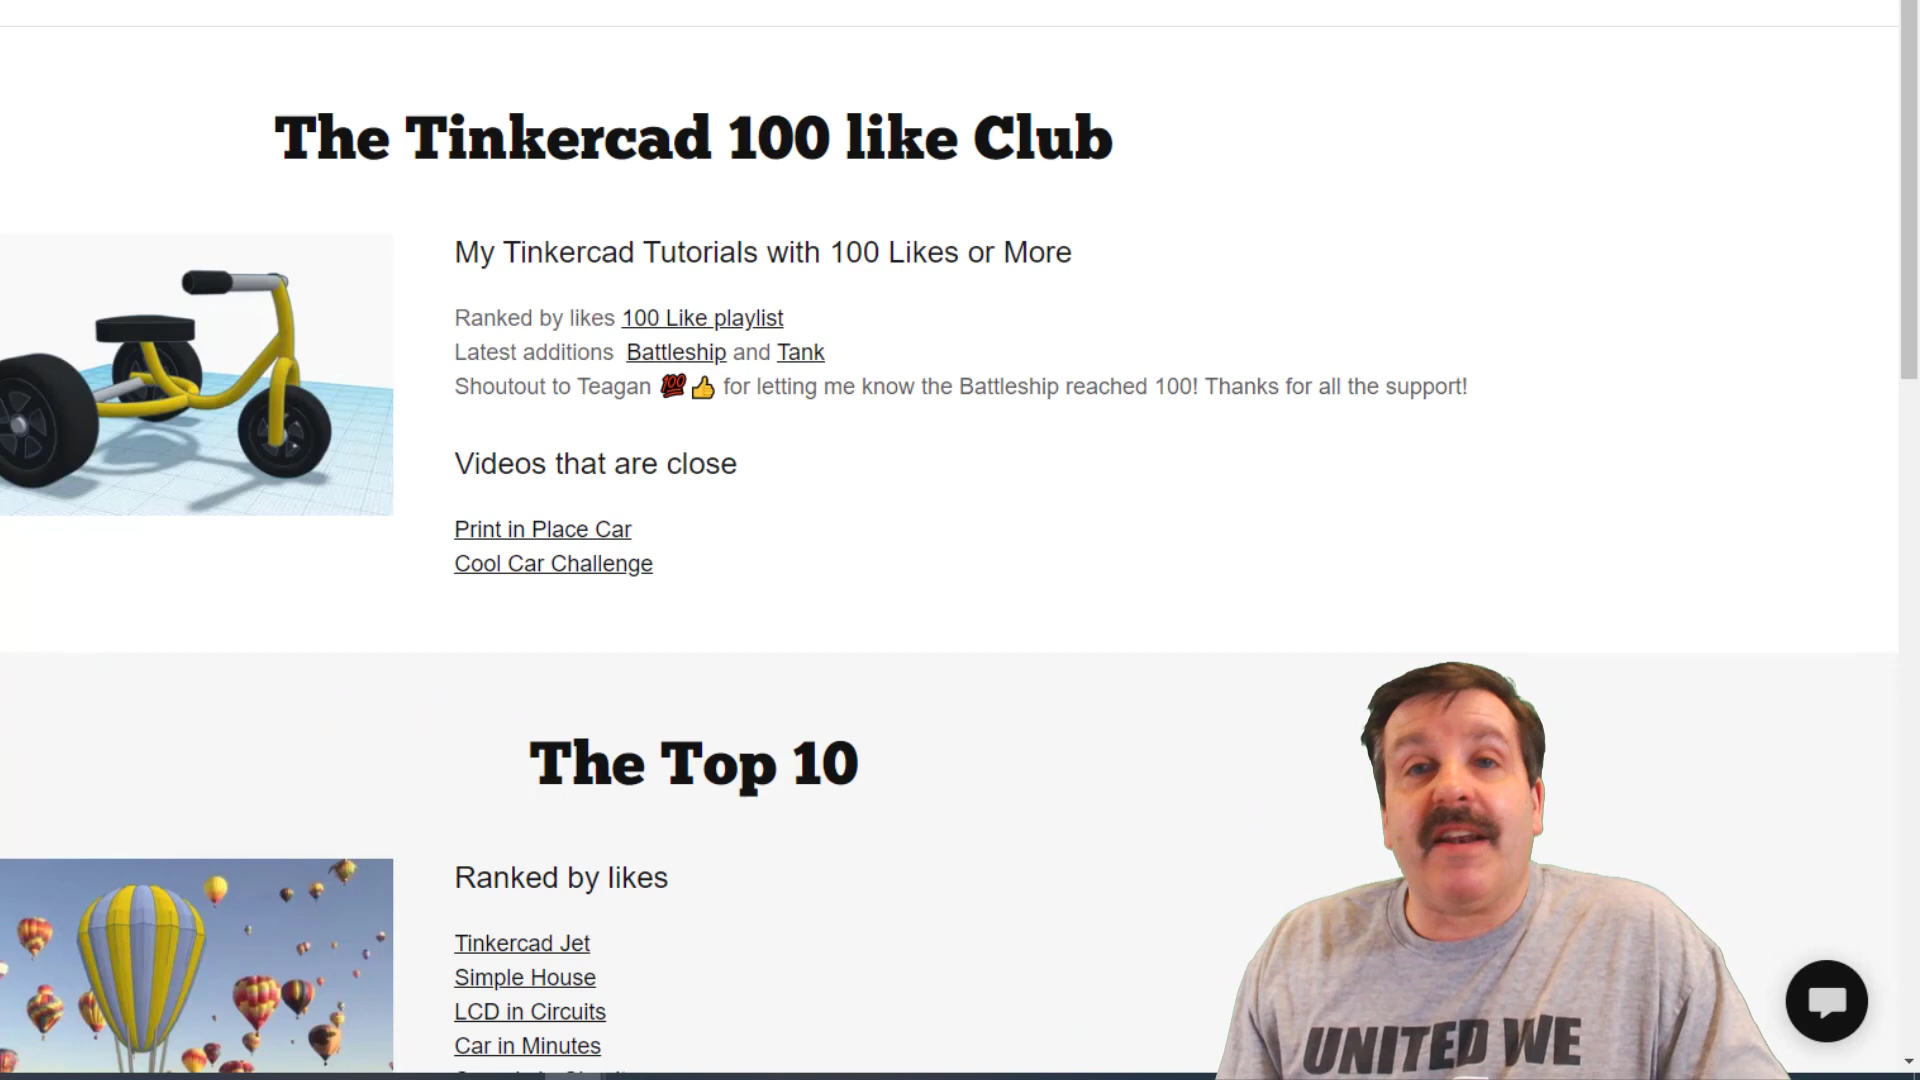 The Tinkercad 100 like Club
My Tinkercad Tutorials with 100 Likes or More
Ranked by likes 100 Like playlist
Latest additions Battleship and Tank
Shoutout to Teagan 💯👍 for letting me know the Battleship reached 100! Thanks for all the support!
Videos that are close
Print in Place Car
Cool Car Challenge
The Top 10
Ranked by likes
Tinkercad Jet
Simple House
LCD in Circuits
Car in Minutes
UNITED WE